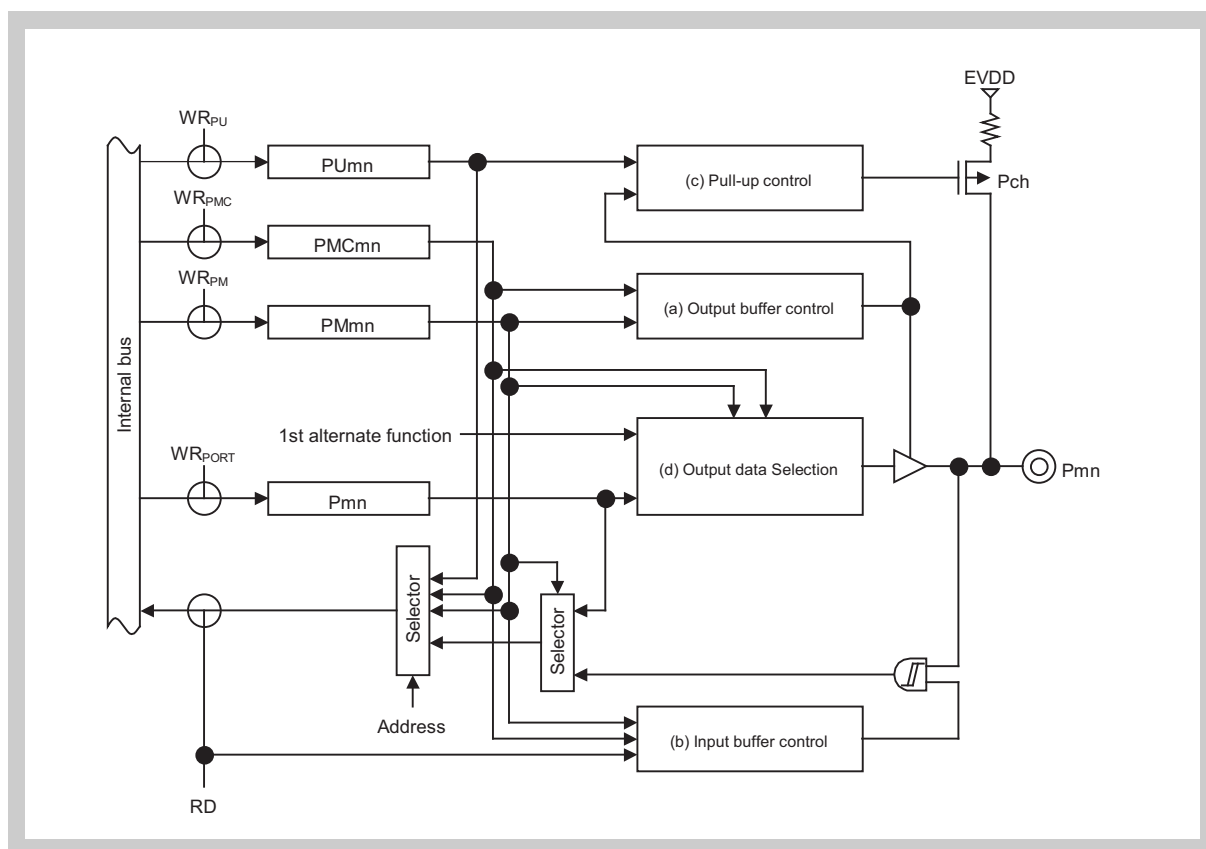 EVDD
WRPU
PUmn
(c) Pull-up control
Pch
WRPMC
PMCmn
WRPM
PMmn
(a) Output buffer control
Internal bus
1st alternate function
WRPORT
Pmn
(d) Output data Selection
Pmn
Selector
Selector
Address
(b) Input buffer control
RD